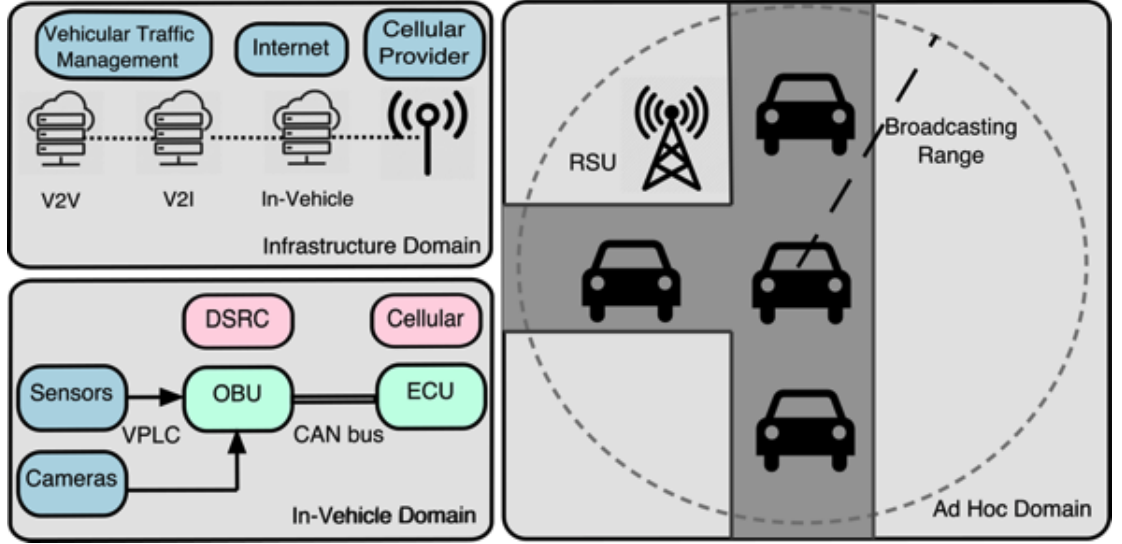 Vehicular Traffic
Management
Internet
Cellular
Provider
V2V
V2I
In-Vehicle
Infrastructure Domain
DSRC
Cellular
Sensors
OBU
ECU
VPLC
CAN bus
Cameras
In-Vehicle Domain
RSU
Broadcasting
Range
Ad Hoc Domain